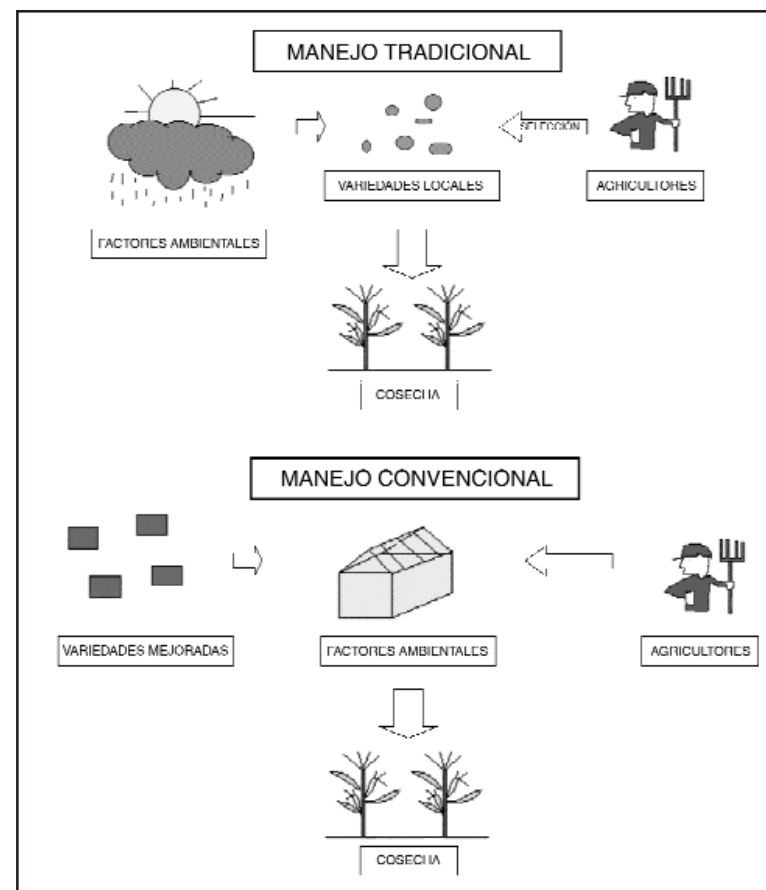 MANEJO TRADICIONAL
SELECCIÓN
VARIEDADES LOCALES
AGRICULTORES
FACTORES AMBIENTALES
COSECHA
MANEJO CONVENCIONAL
VARIEDADES MEJORADAS
FACTORES AMBIENTALES
AGRICULTORES
COSECHA